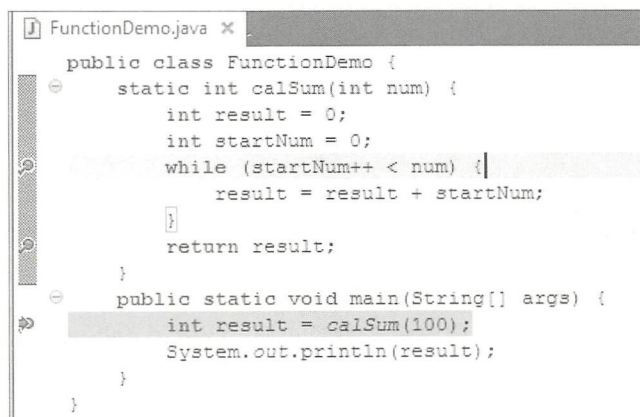 FunctionDemo.java
public class FunctionDemo {
static int calSum(int num) {
int result = 0;
int startNum = 0;
while (startNum++ < num) {
result = result + startNum;
}
return result;
}
public static void main(String[] args) {
int result = calSum(100);
System.out.println(result);
}
}